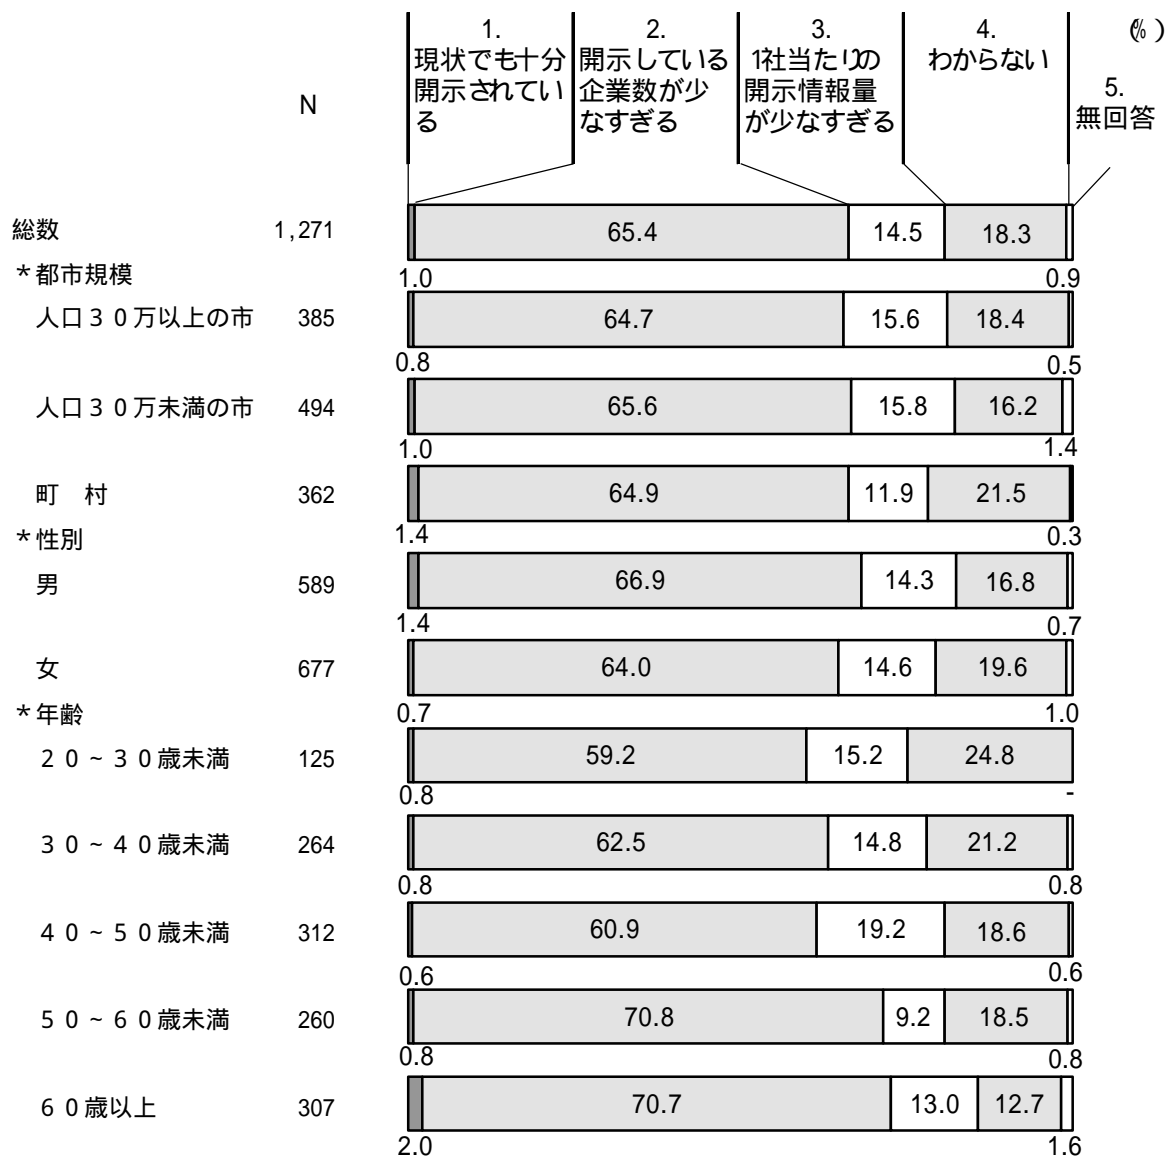 1.
現状でも十分
開示されてい
る
2.
開示している
企業数が少
なすぎる
3.
1社当たりの
開示情報量
が少なすぎる
4.
わからない
(%)
5.
無回答
N
総数 1,271 65.4 14.5 18.3
1.0 0.9
*都市規模
人口30万以上の市 385 64.7 15.6 18.4
0.8 0.5
人口30万未満の市 494 65.6 15.8 16.2
1.0 1.4
町 村 362 64.9 11.9 21.5
1.4 0.3
*性別
男 589 66.9 14.3 16.8
1.4 0.7
女 677 64.0 14.6 19.6
0.7 1.0
*年齢
20~30歳未満 125 59.2 15.2 24.8
0.8 -
30~40歳未満 264 62.5 14.8 21.2
0.8 0.8
40~50歳未満 312 60.9 19.2 18.6
0.6 0.6
50~60歳未満 260 70.8 9.2 18.5
0.8 0.8
60歳以上 307 70.7 13.0 12.7
2.0 1.6